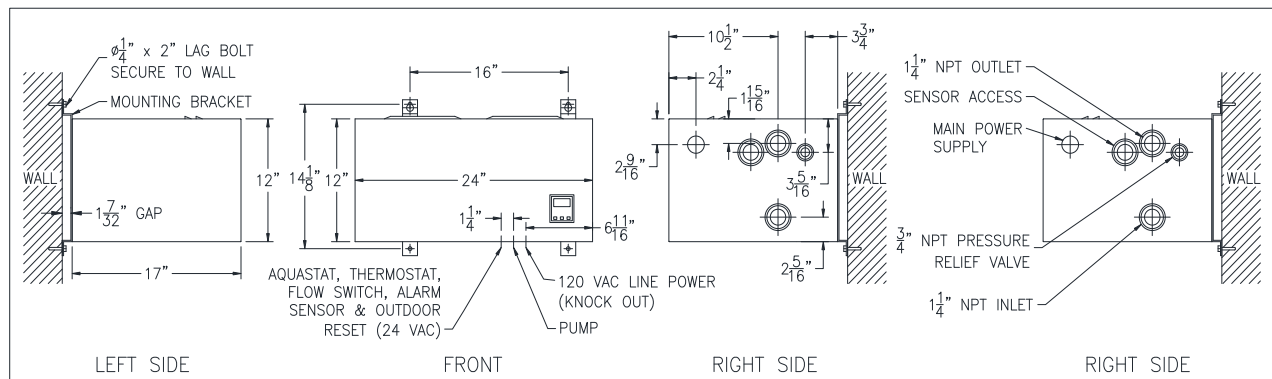 ø1/4" x 2" LAG BOLT
SECURE TO WALL
MOUNTING BRACKET
WALL
12"
1 7/32" GAP
17"
LEFT SIDE
16"
14 1/8"
12"
24"
1 1/4"
6 11/16"
AQUASTAT, THERMOSTAT,
FLOW SWITCH, ALARM
SENSOR & OUTDOOR
RESET (24 VAC)
120 VAC LINE POWER
(KNOCK OUT)
PUMP
FRONT
10 1/2"
3 3/4"
2 1/4"
1 15/16"
2 9/16"
3 5/16"
WALL
2 5/16"
RIGHT SIDE
1 1/4" NPT OUTLET
SENSOR ACCESS
MAIN POWER
SUPPLY
WALL
3/4" NPT PRESSURE
RELIEF VALVE
1 1/4" NPT INLET
RIGHT SIDE